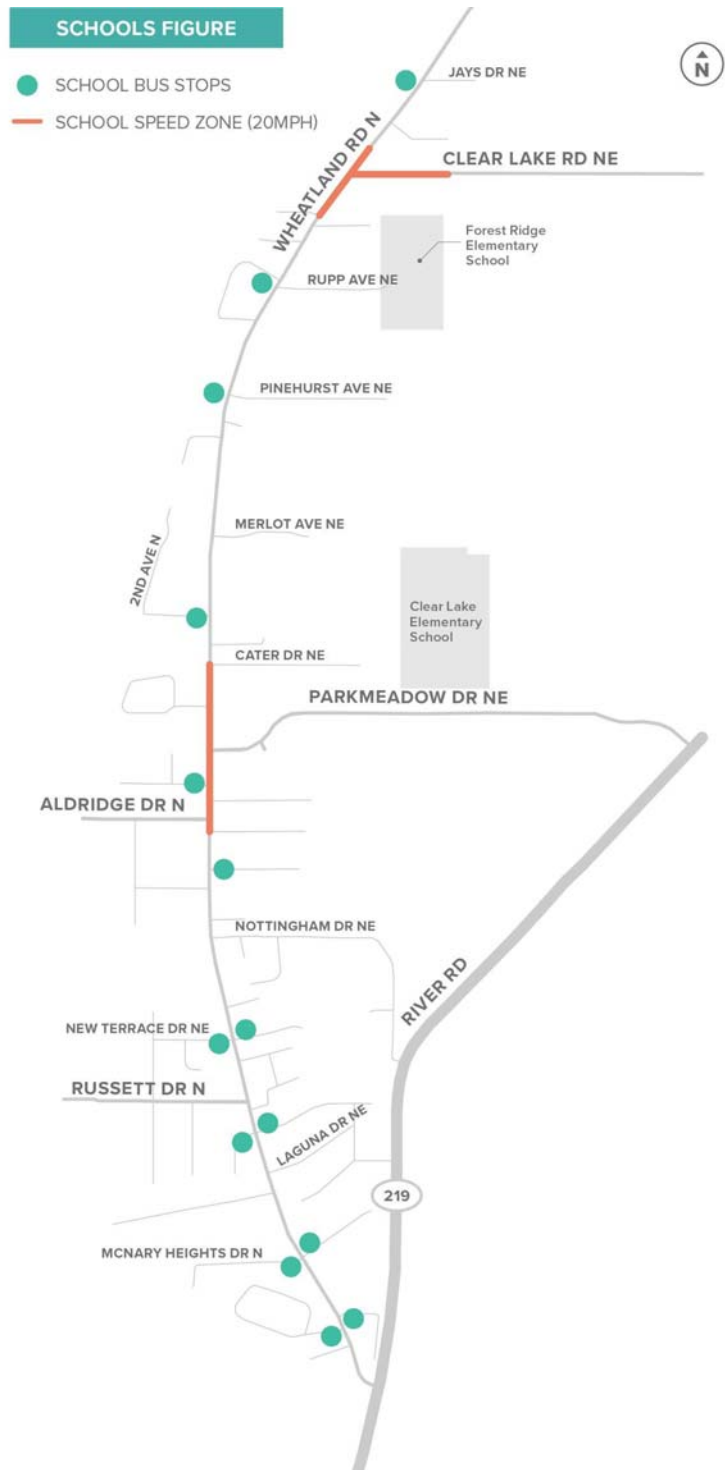 SCHOOLS FIGURE
SCHOOL BUS STOPS
SCHOOL SPEED ZONE (20MPH)
N
JAYS DR NE
WHEATLAND RD N
CLEAR LAKE RD NE
Forest Ridge
Elementary
School
RUPP AVE NE
PINEHURST AVE NE
MERLOT AVE NE
2ND AVE N
Clear Lake
Elementary
School
CATER DR NE
PARKMEADOW DR NE
ALDRIDGE DR N
NOTTINGHAM DR NE
RIVER RD
NEW TERRACE DR NE
RUSSETT DR N
LAGUNA DR NE
219
MCNARY HEIGHTS DR N